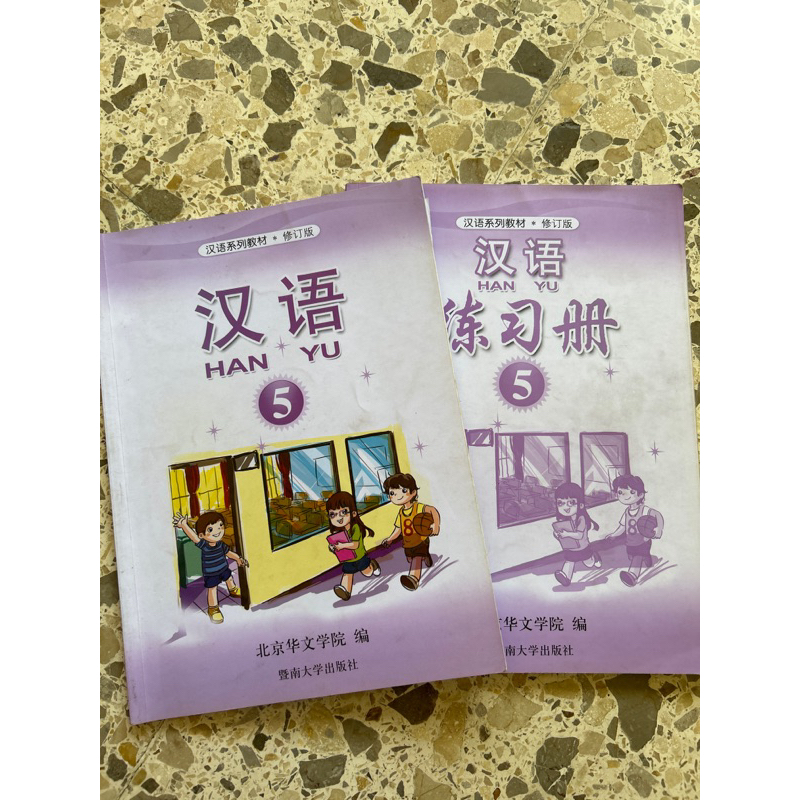 汉语系列教材 * 修订版
汉语
HAN YU
5
北京华文学院 编
暨南大学出版社
汉语系列教材 * 修订版
汉语
HAN YU
练习册
5
华文学院 编
南大学出版社
8